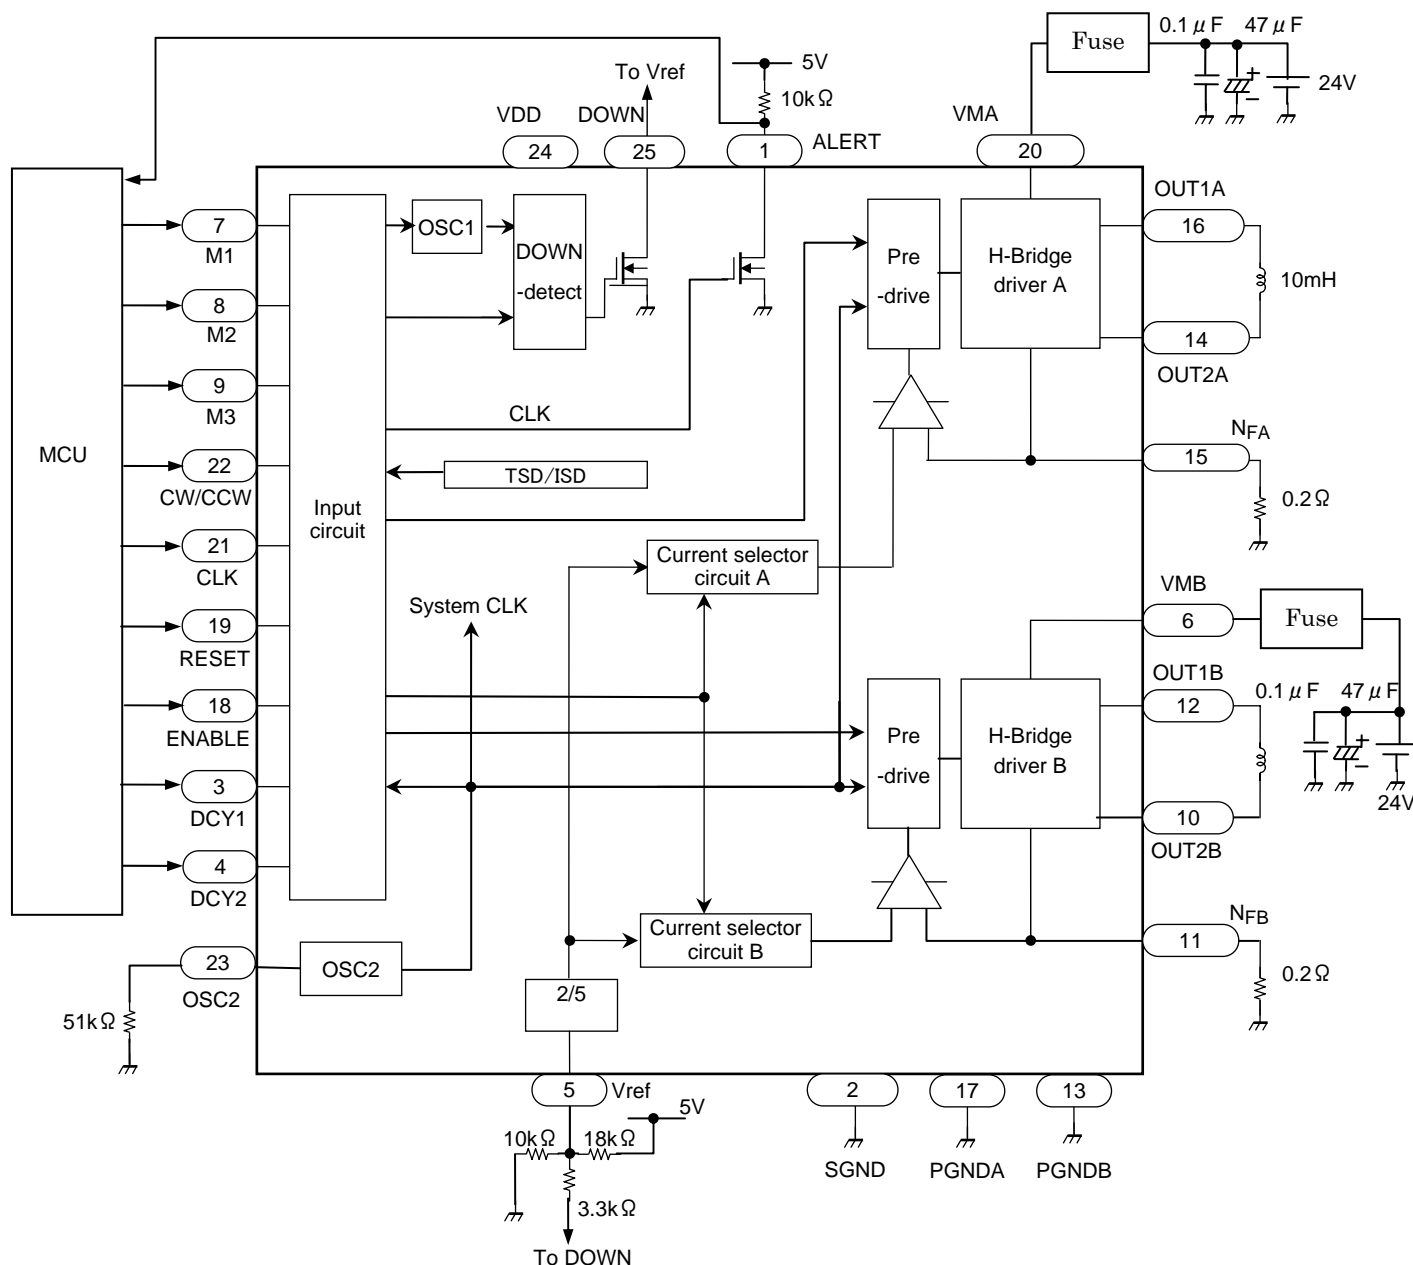 Fuse
0.1μF 47μF
24V
5V
To Vref
10kΩ
VDD DOWN
ALERT
VMA
24
25
1
20
OUT1A
16
7
M1
OSC1
DOWN
-detect
Pre
-drive
H-Bridge
driver A
10mH
8
M2
14
OUT2A
9
M3
CLK
NFA
15
MCU
22
CW/CCW
TSD/ISD
0.2Ω
Input
circuit
21
CLK
Current selector
circuit A
VMB
6
Fuse
System CLK
19
RESET
OUT1B
12
0.1μF 47μF
18
ENABLE
Pre
-drive
H-Bridge
driver B
3
DCY1
24V
10
OUT2B
4
DCY2
NFB
11
Current selector
circuit B
23
OSC2
OSC2
2/5
0.2Ω
51kΩ
5
Vref
2
17
13
5V
10kΩ 18kΩ
SGND
PGNDA
PGNDB
3.3kΩ
To DOWN